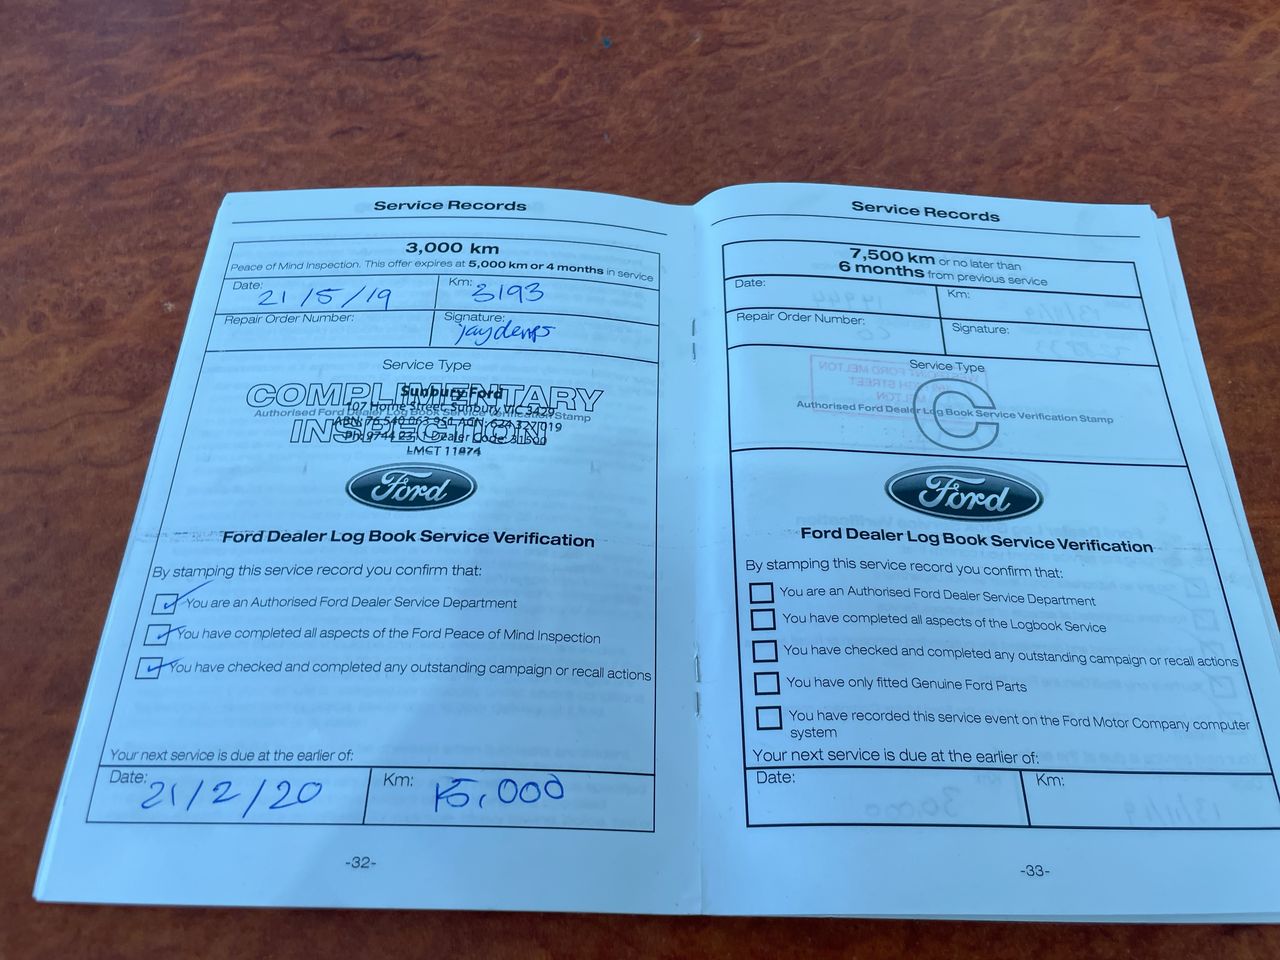 Service Records
3,000 km
Peace of Mind Inspection. This offer expires at 5,000 km or 4 months in service
Date: 21/5/19
Km: 3193
Repair Order Number:
Signature:
Service Type
COMPLIMENTARY
INSPECTION
Authorised Ford Dealer Log Book Service Verification Stamp
Sunbury Ford
107 Horne Street, Sunbury, VIC 3429
LMCT 11874
Ford
Ford Dealer Log Book Service Verification
By stamping this service record you confirm that:
You are an Authorised Ford Dealer Service Department
You have completed all aspects of the Ford Peace of Mind Inspection
You have checked and completed any outstanding campaign or recall actions
Your next service is due at the earlier of:
Date: 21/2/20
Km: 15,000
-32-
Service Records
7,500 km or no later than
6 months from previous service
Date:
Km:
Repair Order Number:
Signature:
Service Type
C
Authorised Ford Dealer Log Book Service Verification Stamp
Ford
Ford Dealer Log Book Service Verification
By stamping this service record you confirm that:
You are an Authorised Ford Dealer Service Department
You have completed all aspects of the Logbook Service
You have checked and completed any outstanding campaign or recall actions
You have only fitted Genuine Ford Parts
You have recorded this service event on the Ford Motor Company computer
system
Your next service is due at the earlier of:
Date:
Km:
-33-